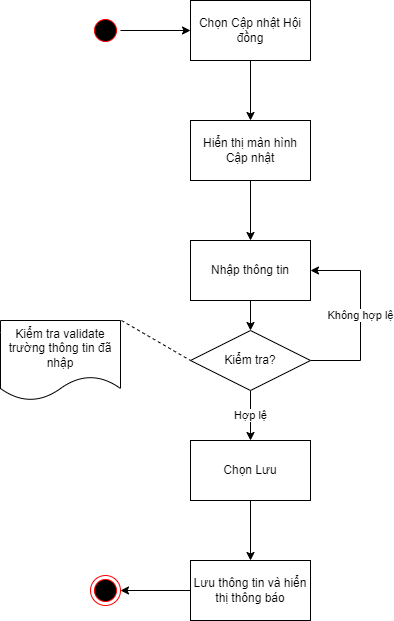 Chọn Cập nhật Hội
đồng
Hiển thị màn hình
Cập nhật
Nhập thông tin
Không hợp lệ
Kiểm tra validate
trường thông tin đã
nhập
Kiểm tra?
Hợp lệ
Chọn Lưu
Lưu thông tin và hiển
thị thông báo